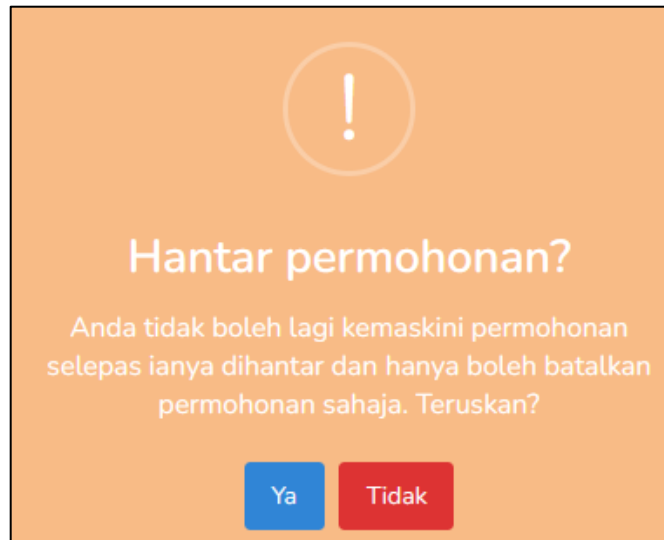 !
Hantar permohonan?
Anda tidak boleh lagi kemaskini permohonan
selepas ianya dihantar dan hanya boleh batalkan
permohonan sahaja. Teruskan?
Ya
Tidak